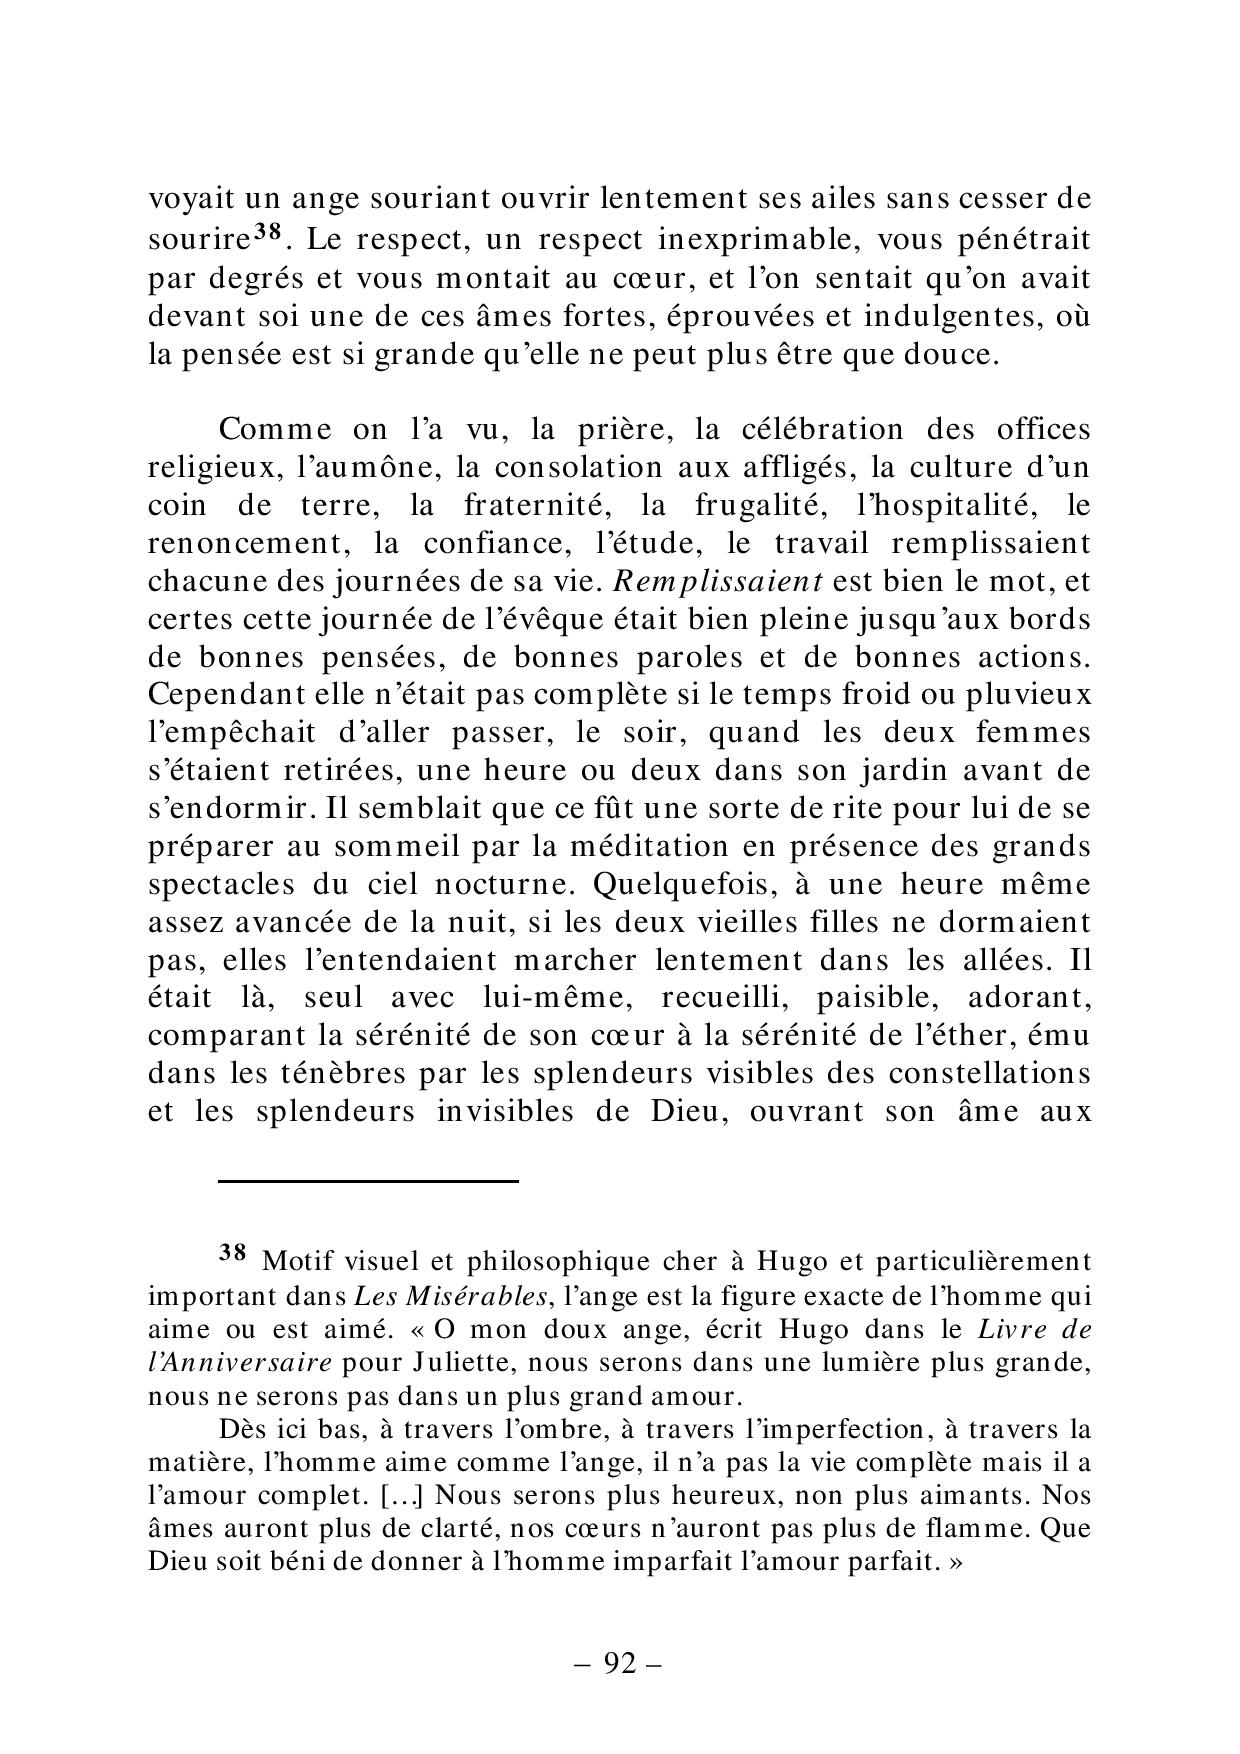 voyait un ange souriant ouvrir lentement ses ailes sans cesser de
sourire38. Le respect, un respect inexprimable, vous pénétrait
par degrés et vous montait au cœur, et l’on sentait qu’on avait
devant soi une de ces âmes fortes, éprouvées et indulgentes, où
la pensée est si grande qu’elle ne peut plus être que douce.
Comme on l’a vu, la prière, la célébration des offices
religieux, l’aumône, la consolation aux affligés, la culture d’un
coin de terre, la fraternité, la frugalité, l’hospitalité, le
renoncement, la confiance, l’étude, le travail remplissaient
chacune des journées de sa vie. Remplissaient est bien le mot, et
certes cette journée de l’évêque était bien pleine jusqu’aux bords
de bonnes pensées, de bonnes paroles et de bonnes actions.
Cependant elle n’était pas complète si le temps froid ou pluvieux
l’empêchait d’aller passer, le soir, quand les deux femmes
s’étaient retirées, une heure ou deux dans son jardin avant de
s’endormir. Il semblait que ce fût une sorte de rite pour lui de se
préparer au sommeil par la méditation en présence des grands
spectacles du ciel nocturne. Quelquefois, à une heure même
assez avancée de la nuit, si les deux vieilles filles ne dormaient
pas, elles l’entendaient marcher lentement dans les allées. Il
était là, seul avec lui-même, recueilli, paisible, adorant,
comparant la sérénité de son cœur à la sérénité de l’éther, ému
dans les ténèbres par les splendeurs visibles des constellations
et les splendeurs invisibles de Dieu, ouvrant son âme aux
38 Motif visuel et philosophique cher à Hugo et particulièrement
important dans Les Misérables, l’ange est la figure exacte de l’homme qui
aime ou est aimé. « O mon doux ange, écrit Hugo dans le Livre de
l’Anniversaire pour Juliette, nous serons dans une lumière plus grande,
nous ne serons pas dans un plus grand amour.
Dès ici bas, à travers l’ombre, à travers l’imperfection, à travers la
matière, l’homme aime comme l’ange, il n’a pas la vie complète mais il a
l’amour complet. […] Nous serons plus heureux, non plus aimants. Nos
âmes auront plus de clarté, nos cœurs n’auront pas plus de flamme. Que
Dieu soit béni de donner à l’homme imparfait l’amour parfait. »
– 92 –